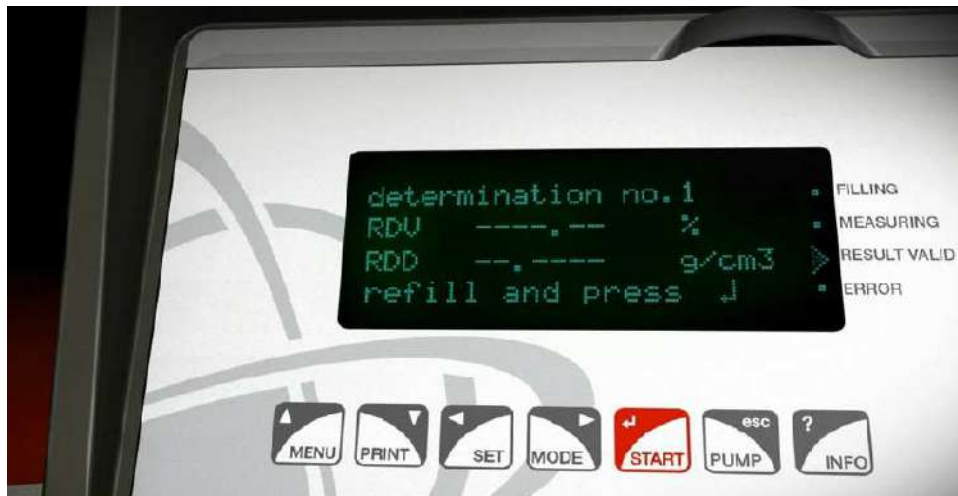 determination no.1
RDV ----.-- %
RDD --.---- g/cm3
refill and press ↲
FILLING
MEASURING
RESULT VALID
ERROR
MENU PRINT SET MODE START esc PUMP ? INFO